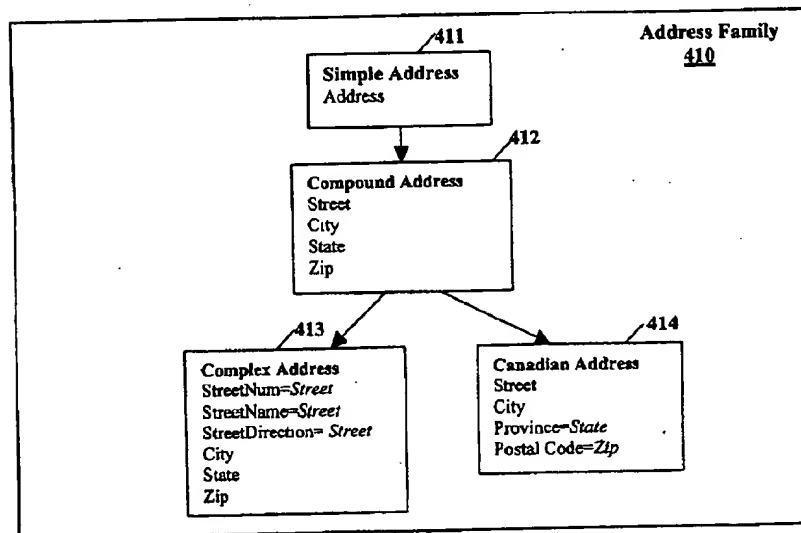 411
Address Family
410
Simple Address
Address
412
Compound Address
Street
City
State
Zip
413
Complex Address
StreetNum=Street
StreetName=Street
StreetDirection= Street
City
State
Zip
414
Canadian Address
Street
City
Province=State
Postal Code=Zip